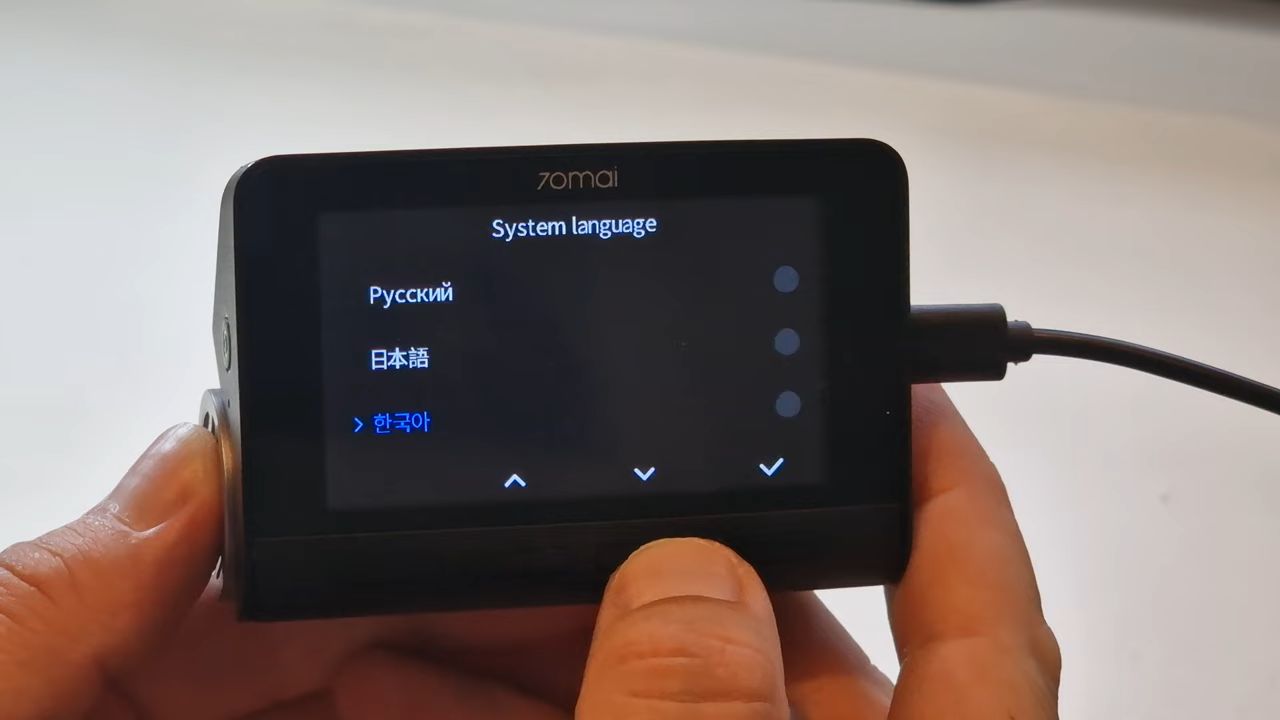 70mai
System language
Русский
日本語
> 한국아